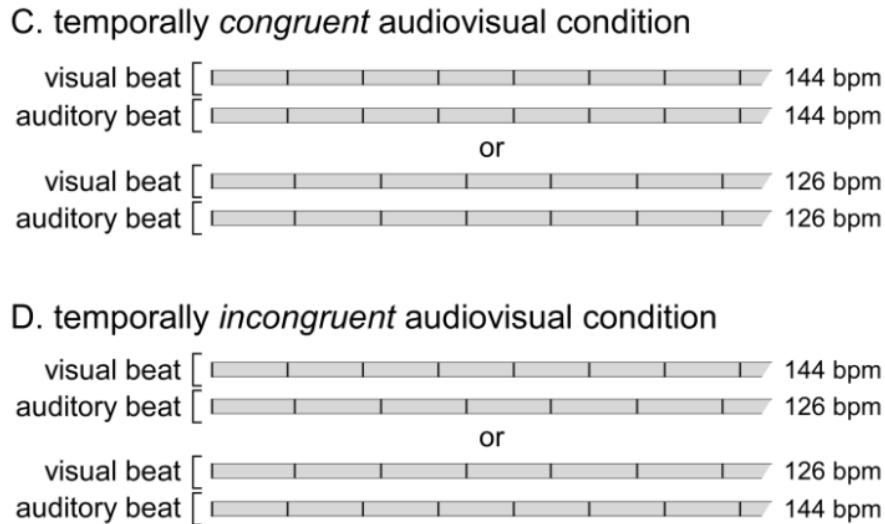 C. temporally congruent audiovisual condition
visual beat [ 144 bpm
auditory beat [ 144 bpm
or
visual beat [ 126 bpm
auditory beat [ 126 bpm
D. temporally incongruent audiovisual condition
visual beat [ 144 bpm
auditory beat [ 126 bpm
or
visual beat [ 126 bpm
auditory beat [ 144 bpm